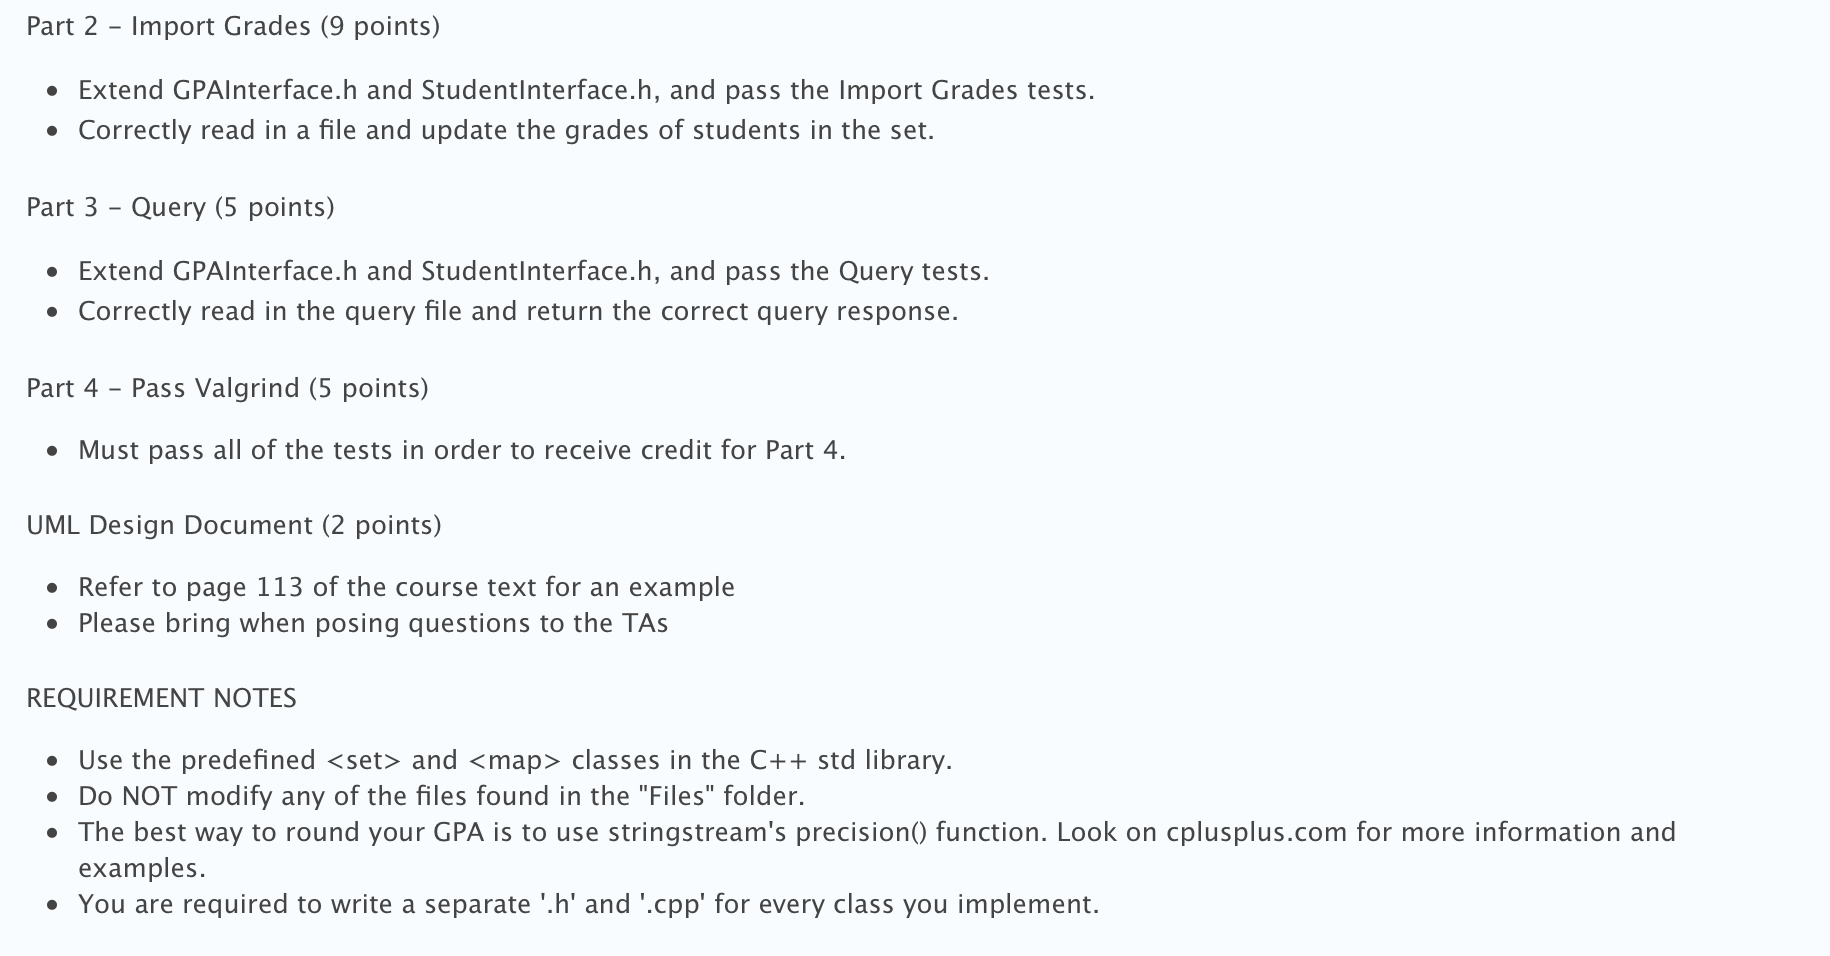 Part 2 – Import Grades (9 points)
• Extend GPAInterface.h and StudentInterface.h, and pass the Import Grades tests.
• Correctly read in a file and update the grades of students in the set.
Part 3 – Query (5 points)
• Extend GPAInterface.h and StudentInterface.h, and pass the Query tests.
• Correctly read in the query file and return the correct query response.
Part 4 – Pass Valgrind (5 points)
• Must pass all of the tests in order to receive credit for Part 4.
UML Design Document (2 points)
• Refer to page 113 of the course text for an example
• Please bring when posing questions to the TAs
REQUIREMENT NOTES
• Use the predefined <set> and <map> classes in the C++ std library.
• Do NOT modify any of the files found in the "Files" folder.
• The best way to round your GPA is to use stringstream's precision() function. Look on cplusplus.com for more information and
examples.
• You are required to write a separate '.h' and '.cpp' for every class you implement.